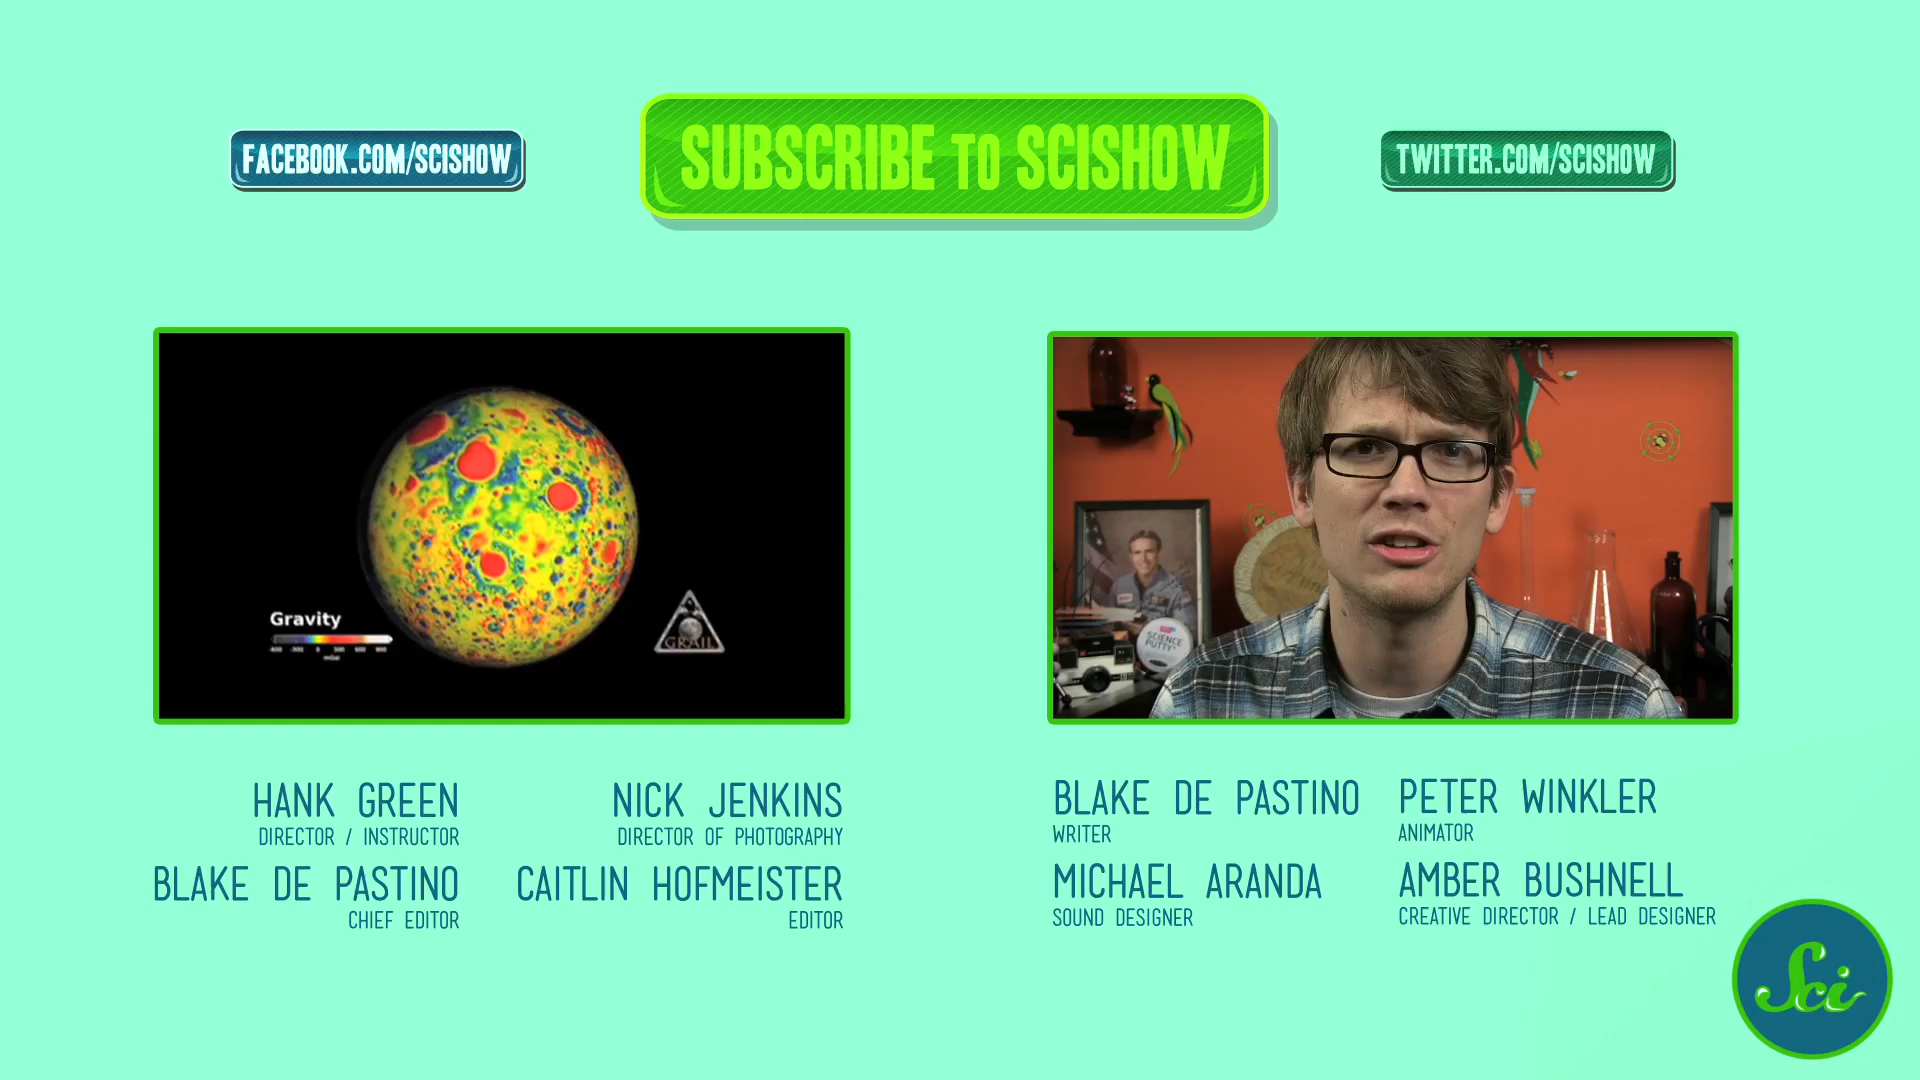 FACEBOOK.COM/SCISHOW
SUBSCRIBE TO SCISHOW
TWITTER.COM/SCISHOW
Gravity
GRAIL
SCIENCE
PUTTY
HANK GREEN
DIRECTOR / INSTRUCTOR
NICK JENKINS
DIRECTOR OF PHOTOGRAPHY
BLAKE DE PASTINO
CHIEF EDITOR
CAITLIN HOFMEISTER
EDITOR
BLAKE DE PASTINO
WRITER
PETER WINKLER
ANIMATOR
MICHAEL ARANDA
SOUND DESIGNER
AMBER BUSHNELL
CREATIVE DIRECTOR / LEAD DESIGNER
Sci